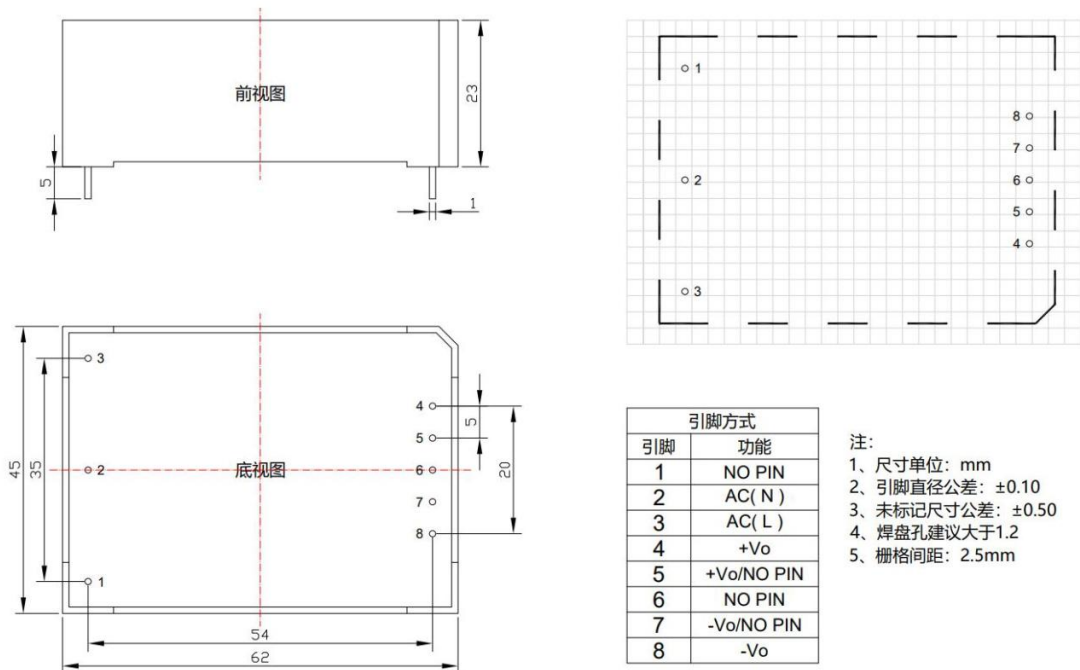 前视图
23
5
1
1
2
3
8
7
6
5
4
3
2
1
4
5
6
7
8
底视图
45
35
5
20
54
62
引脚方式
引脚 功能
1 NO PIN
2 AC( N )
3 AC( L )
4 +Vo
5 +Vo/NO PIN
6 NO PIN
7 -Vo/NO PIN
8 -Vo
注:
1、尺寸单位:mm
2、引脚直径公差:±0.10
3、未标记尺寸公差:±0.50
4、焊盘孔建议大于1.2
5、栅格间距:2.5mm